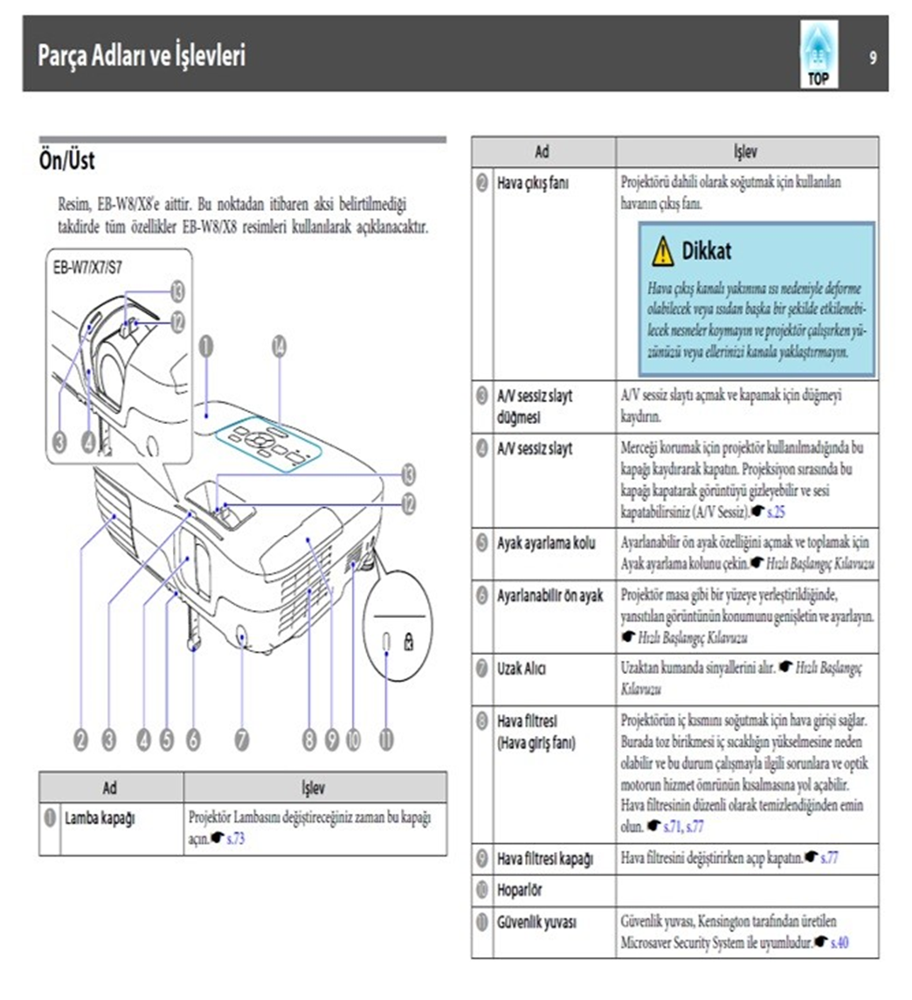 Parça Adları ve İşlevleri
TOP
9
Ön/Üst
Resim, EB-W8/X8'e aittir. Bu noktadan itibaren aksi belirtilmediği
takdirde tüm özellikler EB-W8/X8 resimleri kullanılarak açıklanacaktır.
EB-W7/X7/S7
13
12
1
14
3
4
13
12
2
3
4
5
6
7
8
9
10
11
Ad
İşlev
1
Lamba kapağı
Projektör Lambasını değiştireceğiniz zaman bu kapağı
açın. s.73
Ad
İşlev
2
Hava çıkış fanı
Projektörü dahili olarak soğutmak için kullanılan
havanın çıkış fanı.
Dikkat
Hava çıkış kanalı yakınına ısı nedeniyle deforme
olabilecek veya ısıdan başka bir şekilde etkilenebi-
lecek nesneler koymayın ve projektör çalışırken yü-
zünüzü veya ellerinizi kanala yaklaştırmayın.
3
A/V sessiz slayt
düğmesi
A/V sessiz slaytı açmak ve kapamak için düğmeyi
kaydırın.
4
A/V sessiz slayt
Merceği korumak için projektör kullanılmadığında bu
kapağı kaydırarak kapatın. Projeksiyon sırasında bu
kapağı kapatarak görüntüyü gizleyebilir ve sesi
kapatabilirsiniz (A/V Sessiz). s.25
5
Ayak ayarlama kolu
Ayarlanabilir ön ayak özelliğini açmak ve toplamak için
Ayak ayarlama kolunu çekin. Hızlı Başlangıç Kılavuzu
6
Ayarlanabilir ön ayak
Projektör masa gibi bir yüzeye yerleştirildiğinde,
yansıtılan görüntünün konumunu genişletin ve ayarlayın.
Hızlı Başlangıç Kılavuzu
7
Uzak Alıcı
Uzaktan kumanda sinyallerini alır. Hızlı Başlangıç
Kılavuzu
8
Hava filtresi
(Hava giriş fanı)
Projektörün iç kısmını soğutmak için hava girişi sağlar.
Burada toz birikmesi iç sıcaklığın yükselmesine neden
olabilir ve bu durum çalışmayla ilgili sorunlara ve optik
motorun hizmet ömrünün kısalmasına yol açabilir.
Hava filtresinin düzenli olarak temizlendiğinden emin
olun. s.71, s.77
9
Hava filtresi kapağı
Hava filtresini değiştirirken açıp kapatın. s.77
10
Hoparlör
11
Güvenlik yuvası
Güvenlik yuvası, Kensington tarafından üretilen
Microsaver Security System ile uyumludur. s.40